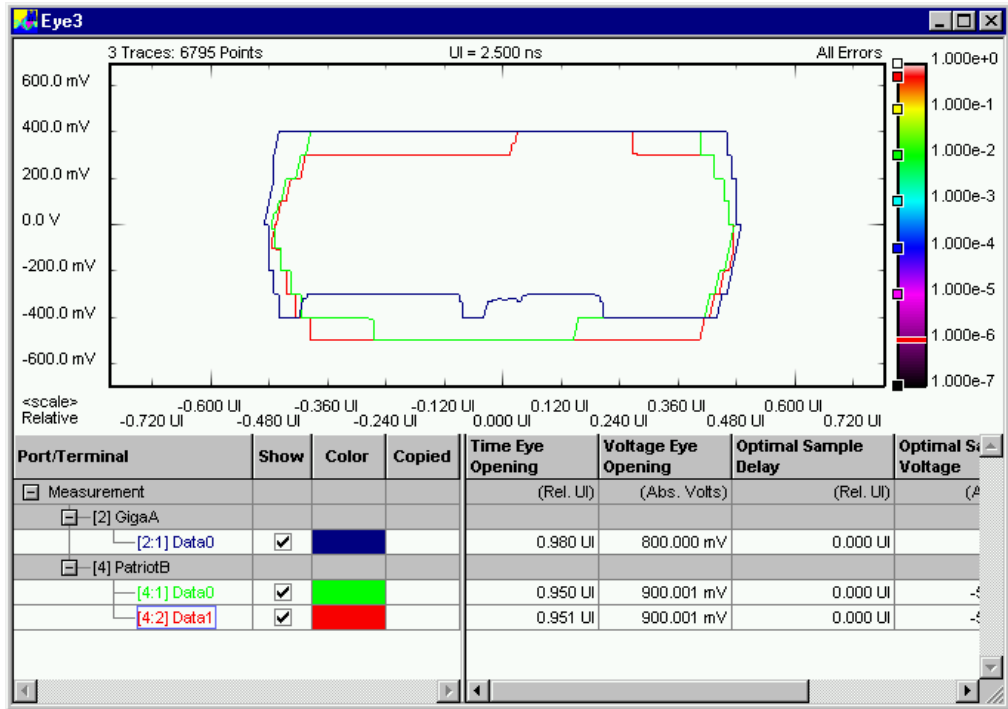 Eye3
3 Traces: 6795 Points UI = 2.500 ns All Errors
600.0 mV
400.0 mV
200.0 mV
0.0 V
-200.0 mV
-400.0 mV
-600.0 mV
1.000e+0
1.000e-1
1.000e-2
1.000e-3
1.000e-4
1.000e-5
1.000e-6
1.000e-7
<scale>
Relative
-0.600 UI -0.360 UI -0.120 UI 0.120 UI 0.360 UI 0.600 UI
-0.720 UI -0.480 UI -0.240 UI 0.000 UI 0.240 UI 0.480 UI 0.720 UI
Port/Terminal Show Color Copied Time Eye Opening Voltage Eye Opening Optimal Sample Delay Optimal Voltage
Measurement (Rel. UI) (Abs. Volts) (Rel. UI)
[2] GigaA
[2:1] Data0 0.980 UI 800.000 mV 0.000 UI
[4] PatriotB
[4:1] Data0 0.950 UI 900.001 mV 0.000 UI
[4:2] Data1 0.951 UI 900.001 mV 0.000 UI